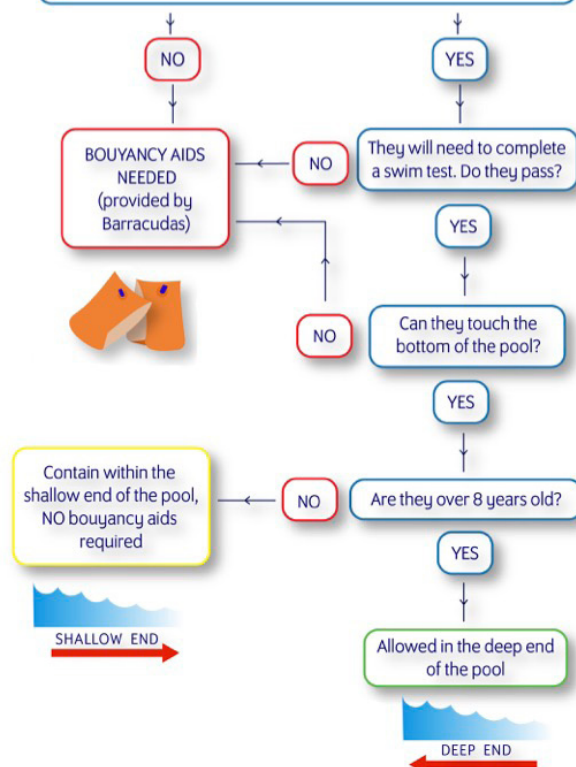 NO
YES
BOUYANCY AIDS
NEEDED
(provided by
Barracudas)
NO
They will need to complete
a swim test. Do they pass?
YES
NO
Can they touch the
bottom of the pool?
YES
Contain within the
shallow end of the pool,
NO bouyancy aids
required
NO
Are they over 8 years old?
YES
SHALLOW END
Allowed in the deep end
of the pool
DEEP END